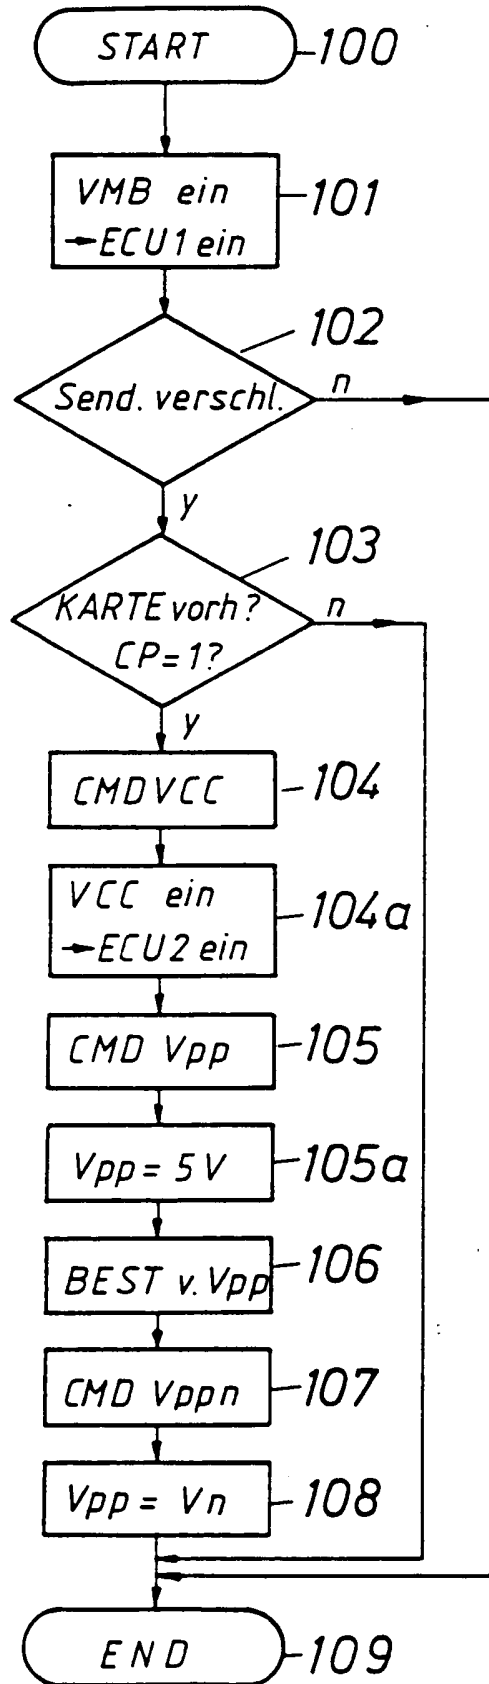 START 100
VMB ein 101
→ECU1 ein
102
Send. verschl. n
y
103
KARTE vorh? n
CP=1?
y
CMDVCC 104
VCC ein 104a
→ECU2 ein
CMD Vpp 105
Vpp = 5V 105a
BEST v. Vpp 106
CMD Vppn 107
Vpp = Vn 108
END 109